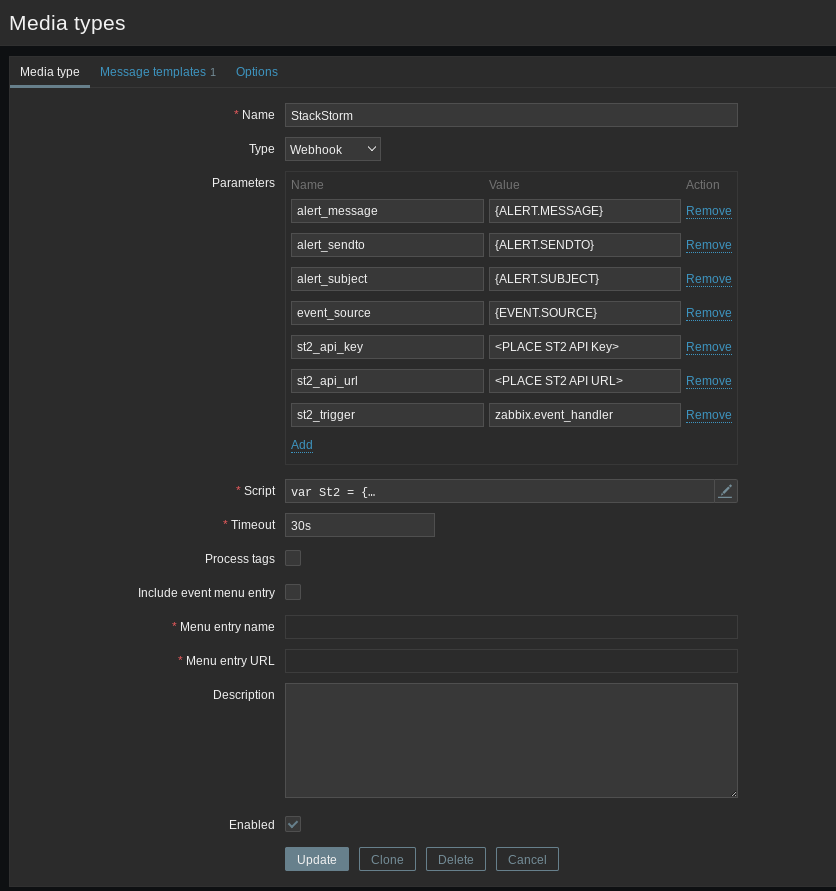 Media types
Media type Message templates 1 Options
* Name StackStorm
Type Webhook
Parameters Name Value Action
alert_message {ALERT.MESSAGE} Remove
alert_sendto {ALERT.SENDTO} Remove
alert_subject {ALERT.SUBJECT} Remove
event_source {EVENT.SOURCE} Remove
st2_api_key <PLACE ST2 API Key> Remove
st2_api_url <PLACE ST2 API URL> Remove
st2_trigger zabbix.event_handler Remove
Add
* Script var St2 = {…
* Timeout 30s
Process tags
Include event menu entry
* Menu entry name
* Menu entry URL
Description
Enabled
Update Clone Delete Cancel